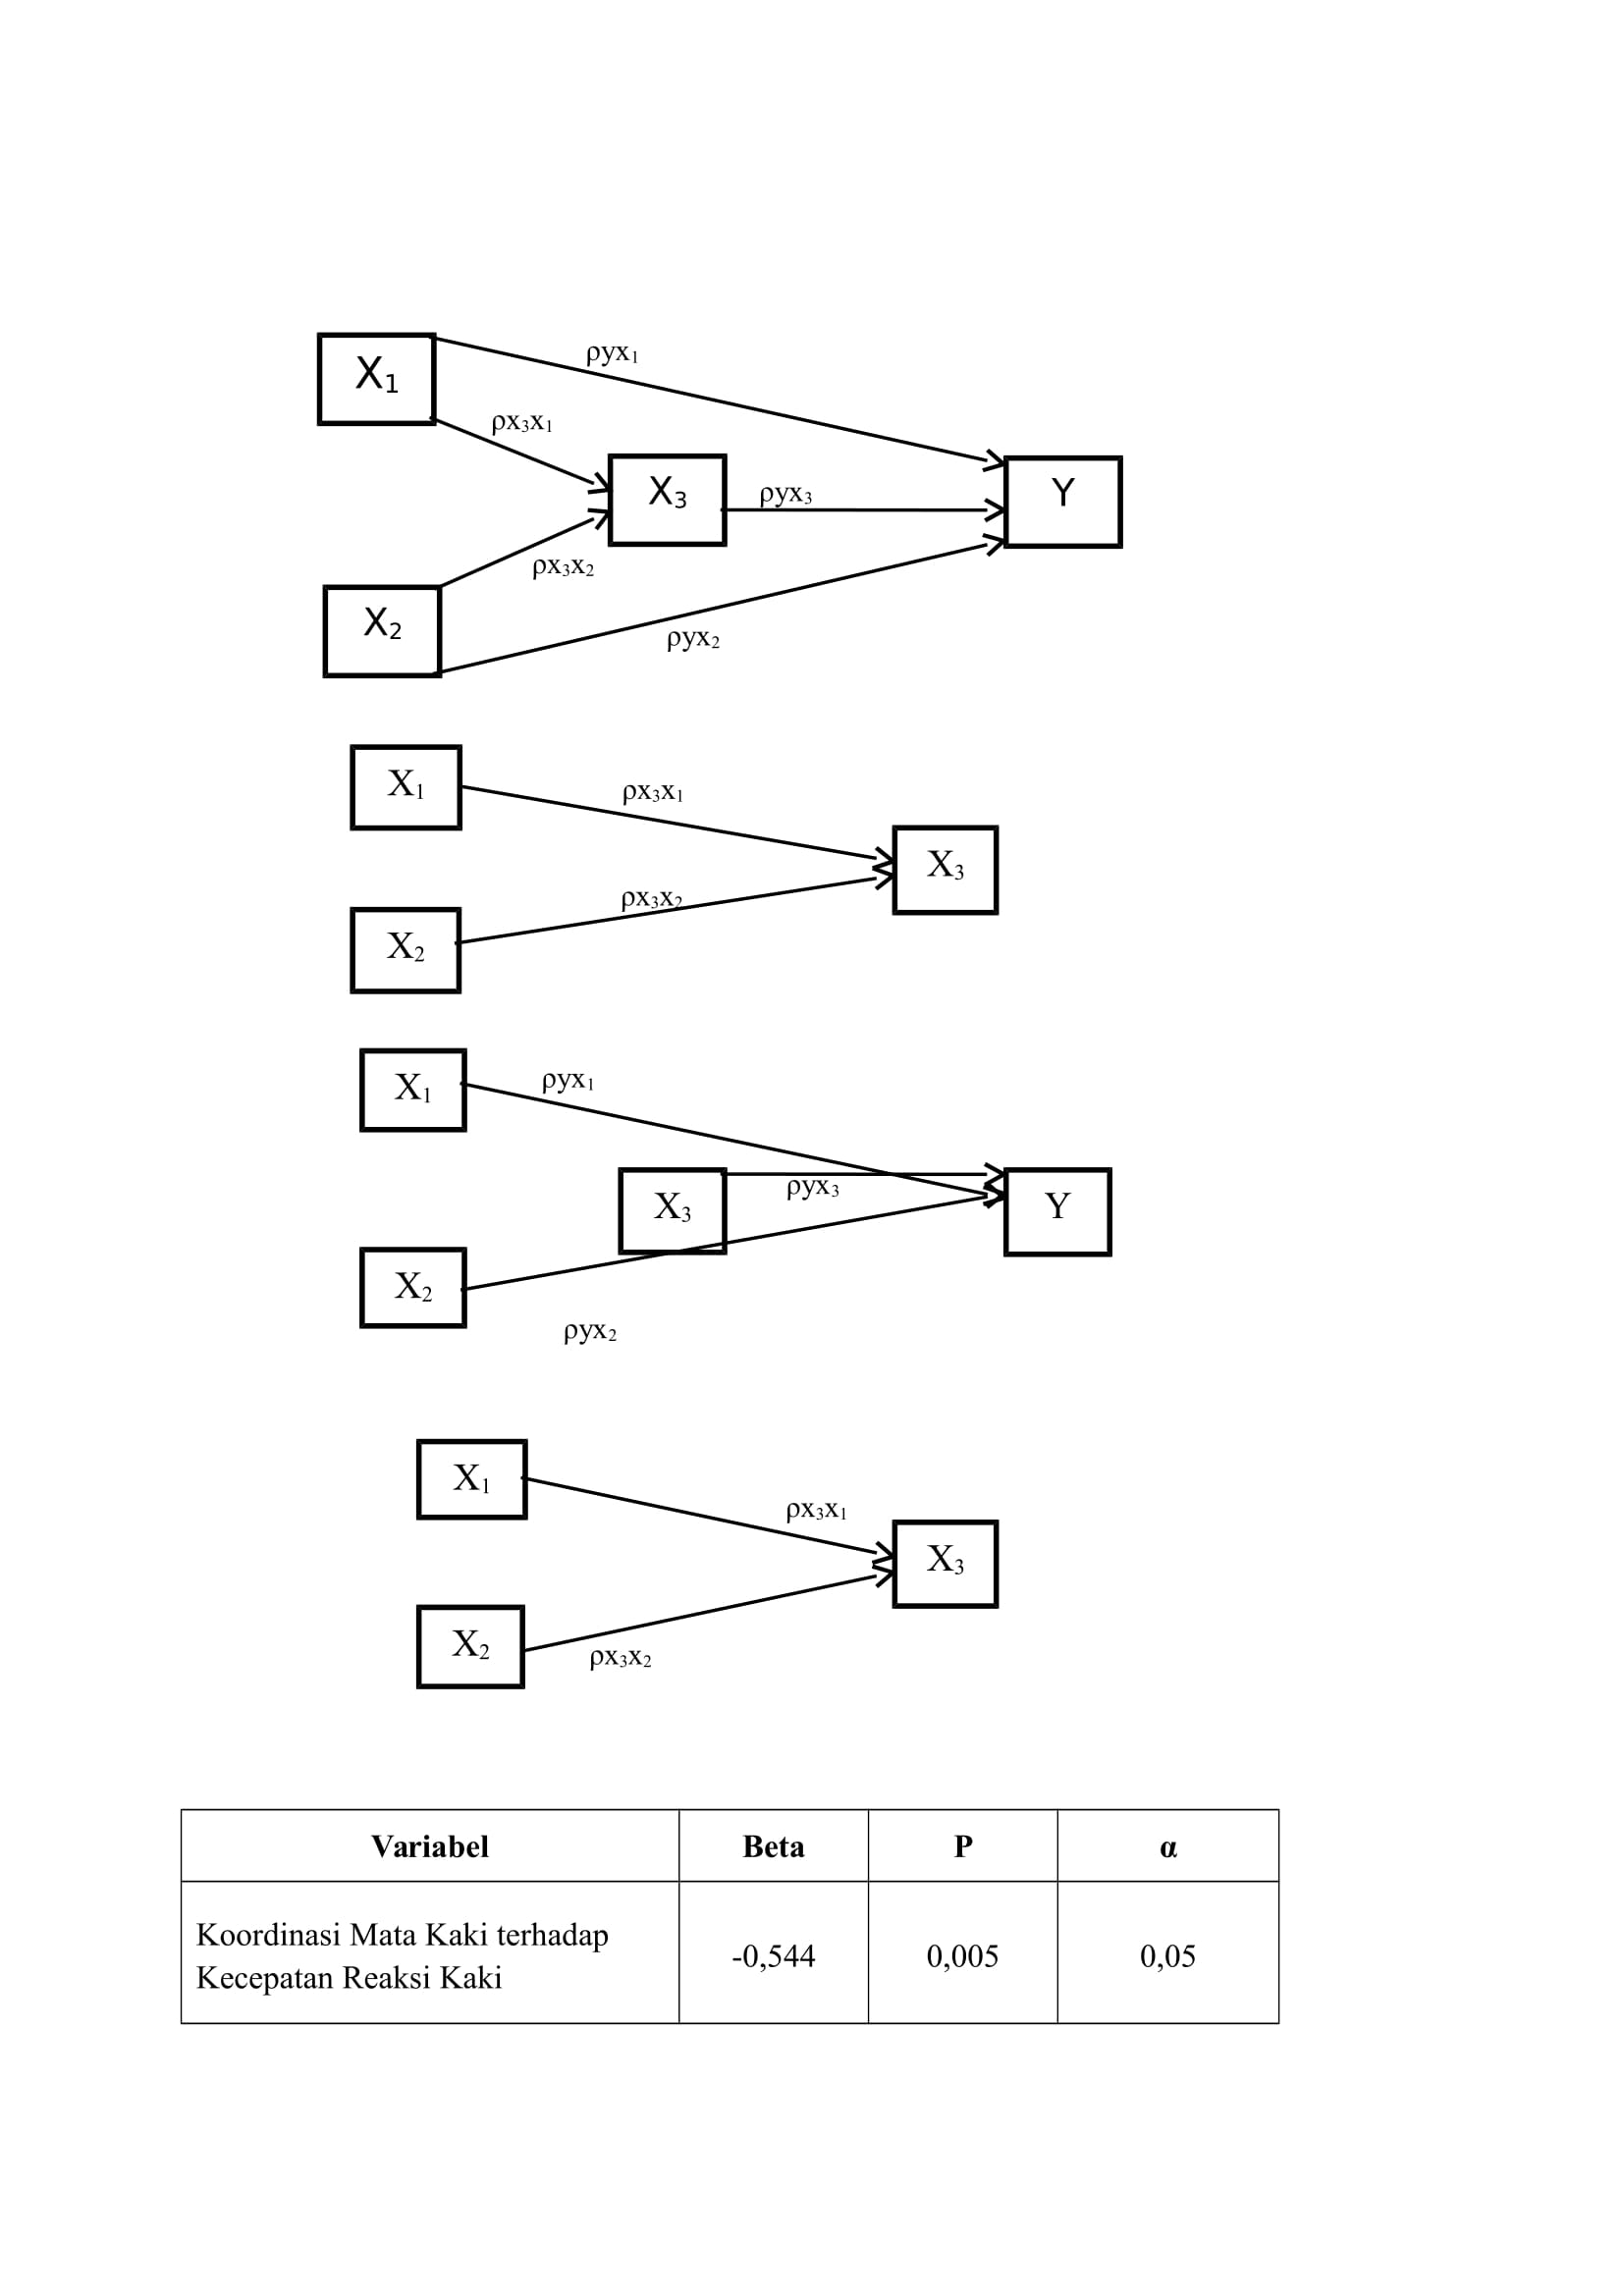 X₁
ρyx₁
ρx₃x₁
X₃
ρyx₃
Y
ρx₃x₂
X₂
ρyx₂
X₁
ρx₃x₁
X₃
ρx₃x₂
X₂
X₁
ρyx₁
X₃
ρyx₃
Y
X₂
ρyx₂
X₁
ρx₃x₁
X₃
X₂
ρx₃x₂
Variabel Beta P α
Koordinasi Mata Kaki terhadap
Kecepatan Reaksi Kaki
-0,544 0,005 0,05